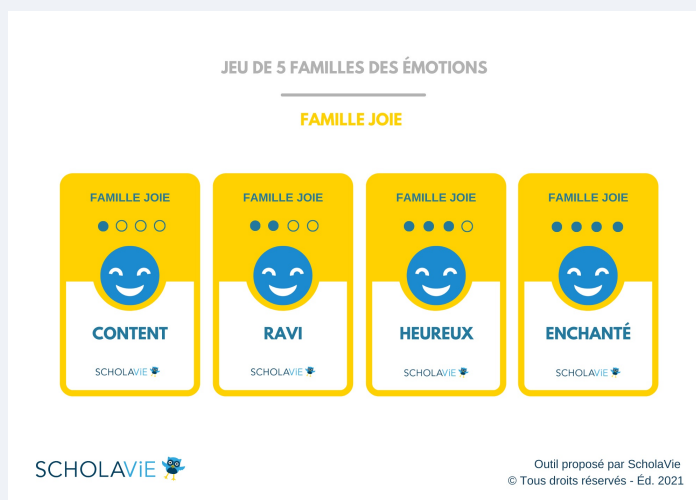 JEU DE 5 FAMILLES DES ÉMOTIONS
FAMILLE JOIE
FAMILLE JOIE
CONTENT
SCHOLAViE
FAMILLE JOIE
RAVI
SCHOLAViE
FAMILLE JOIE
HEUREUX
SCHOLAViE
FAMILLE JOIE
ENCHANTÉ
SCHOLAViE
SCHOLAViE
Outil proposé par ScholaVie
© Tous droits réservés - Éd. 2021